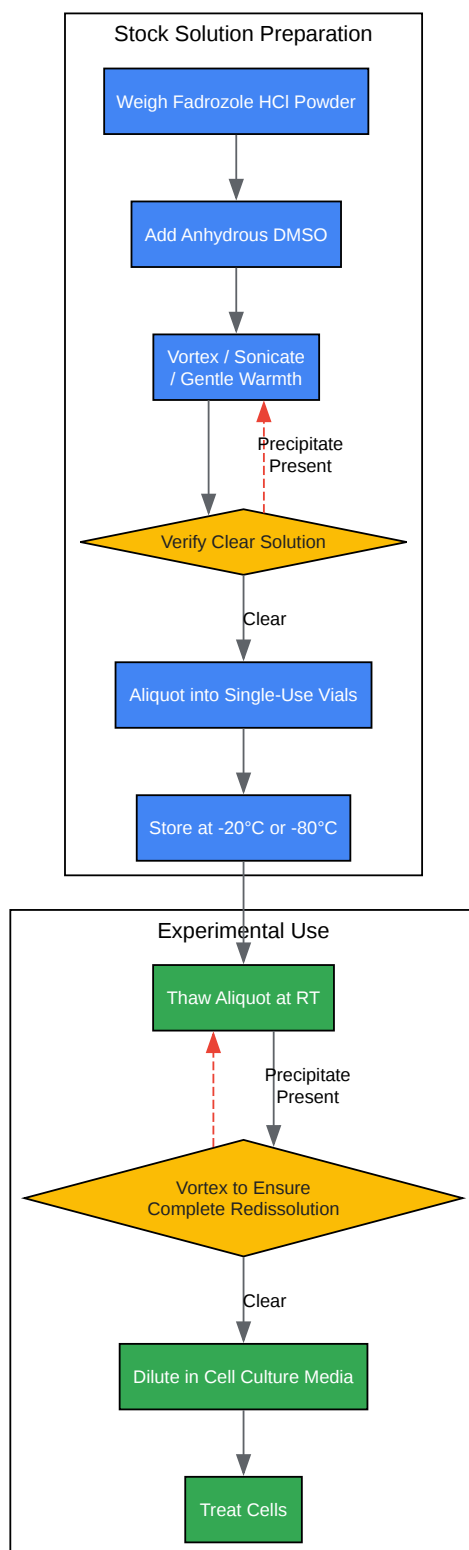 Stock Solution Preparation
Weigh Fadrozole HCl Powder
Add Anhydrous DMSO
Vortex / Sonicate
/ Gentle Warmth
Precipitate
Present
Verify Clear Solution
Clear
Aliquot into Single-Use Vials
Store at -20°C or -80°C
Experimental Use
Thaw Aliquot at RT
Precipitate
Present
Vortex to Ensure
Complete Redissolution
Clear
Dilute in Cell Culture Media
Treat Cells